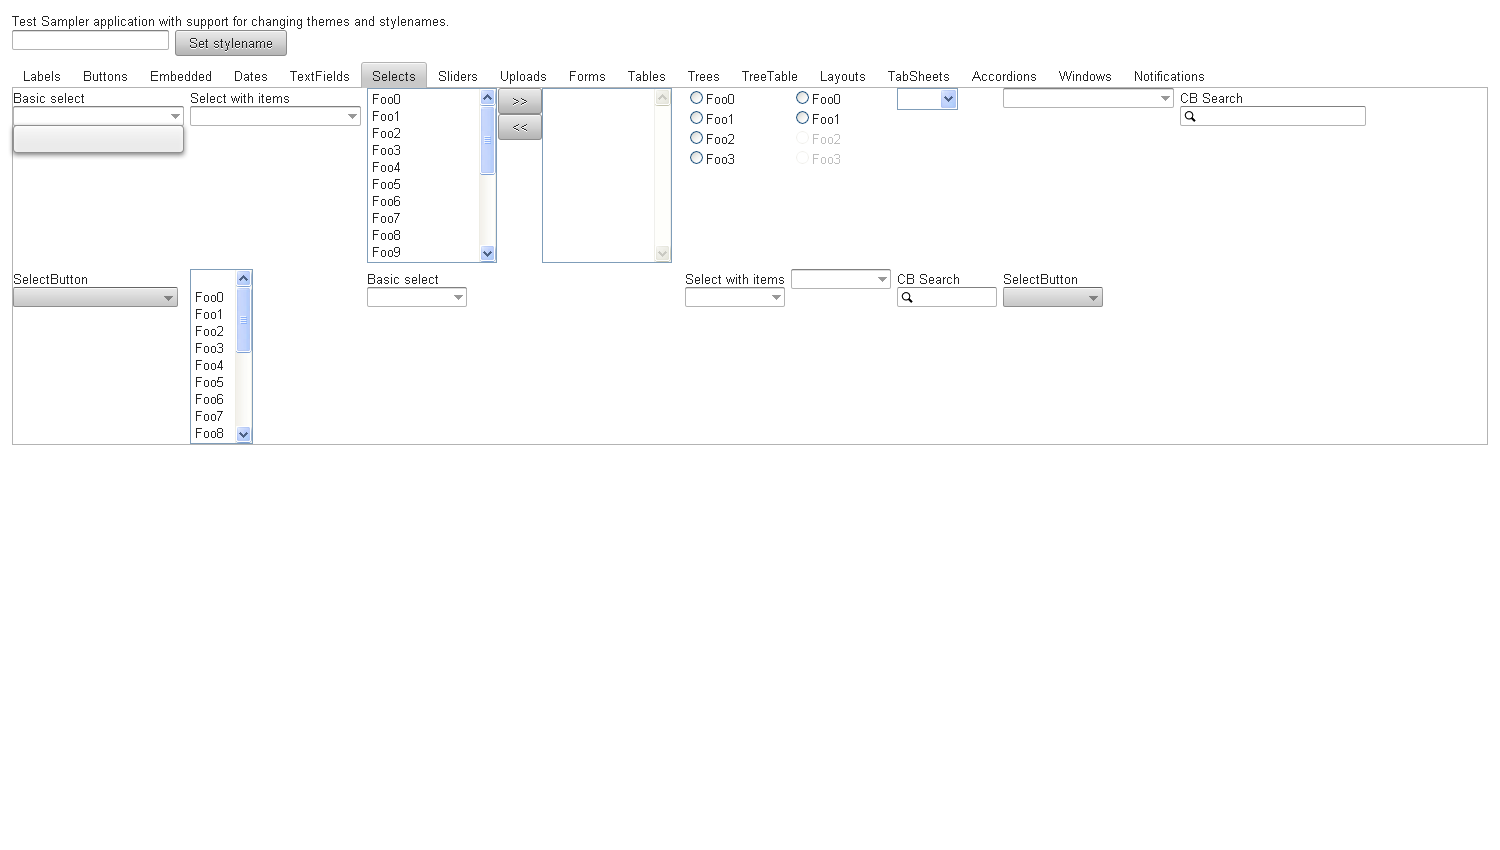 Test Sampler application with support for changing themes and stylenames.
Set stylename
Labels Buttons Embedded Dates TextFields Selects Sliders Uploads Forms Tables Trees TreeTable Layouts TabSheets Accordions Windows Notifications
Basic select
Select with items
Foo0
Foo1
Foo2
Foo3
Foo4
Foo5
Foo6
Foo7
Foo8
Foo9
>>
<<
Foo0
Foo1
Foo2
Foo3
Foo0
Foo1
Foo2
Foo3
CB Search
SelectButton
Foo0
Foo1
Foo2
Foo3
Foo4
Foo5
Foo6
Foo7
Foo8
Basic select
Select with items
CB Search
SelectButton